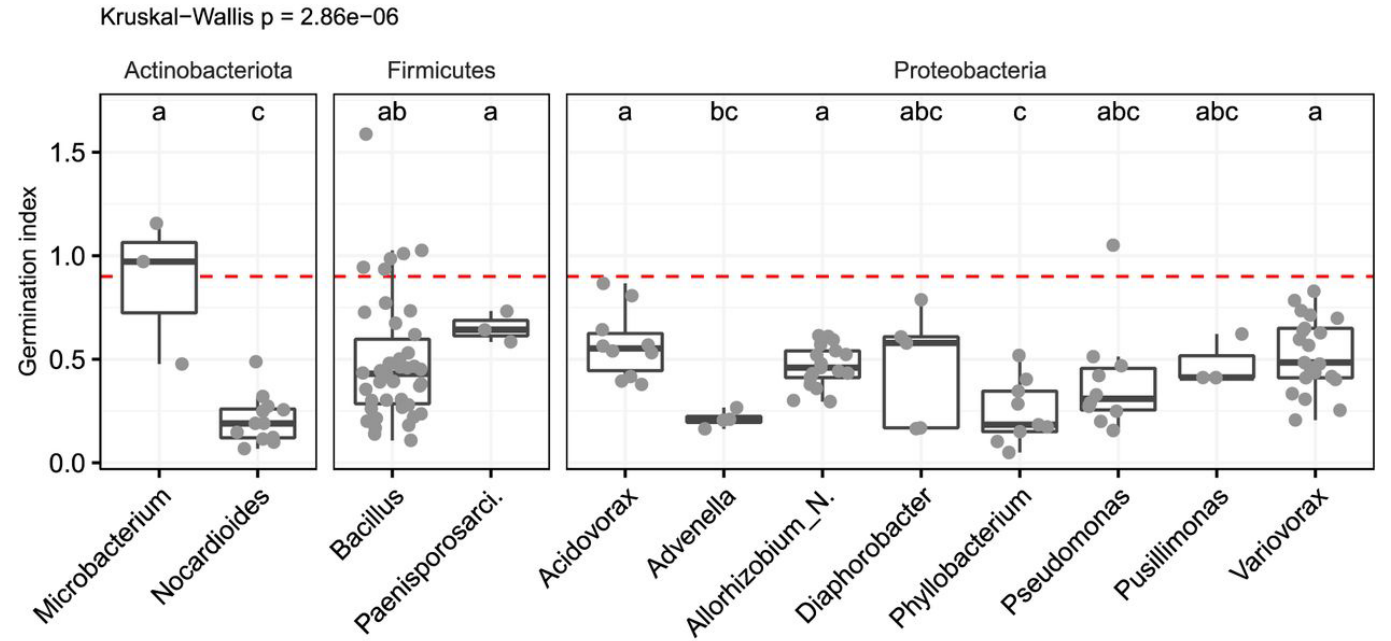 Kruskal−Wallis p = 2.86e−06
Actinobacteriota Firmicutes Proteobacteria
a c ab a a bc a abc c abc abc a
Germination index
1.5
1.0
0.5
0.0
Microbacterium
Nocardioides
Bacillus
Paenisporosarci.
Acidovorax
Advenella
Allorhizobium_N.
Diaphorobacter
Phyllobacterium
Pseudomonas
Pusillimonas
Variovorax